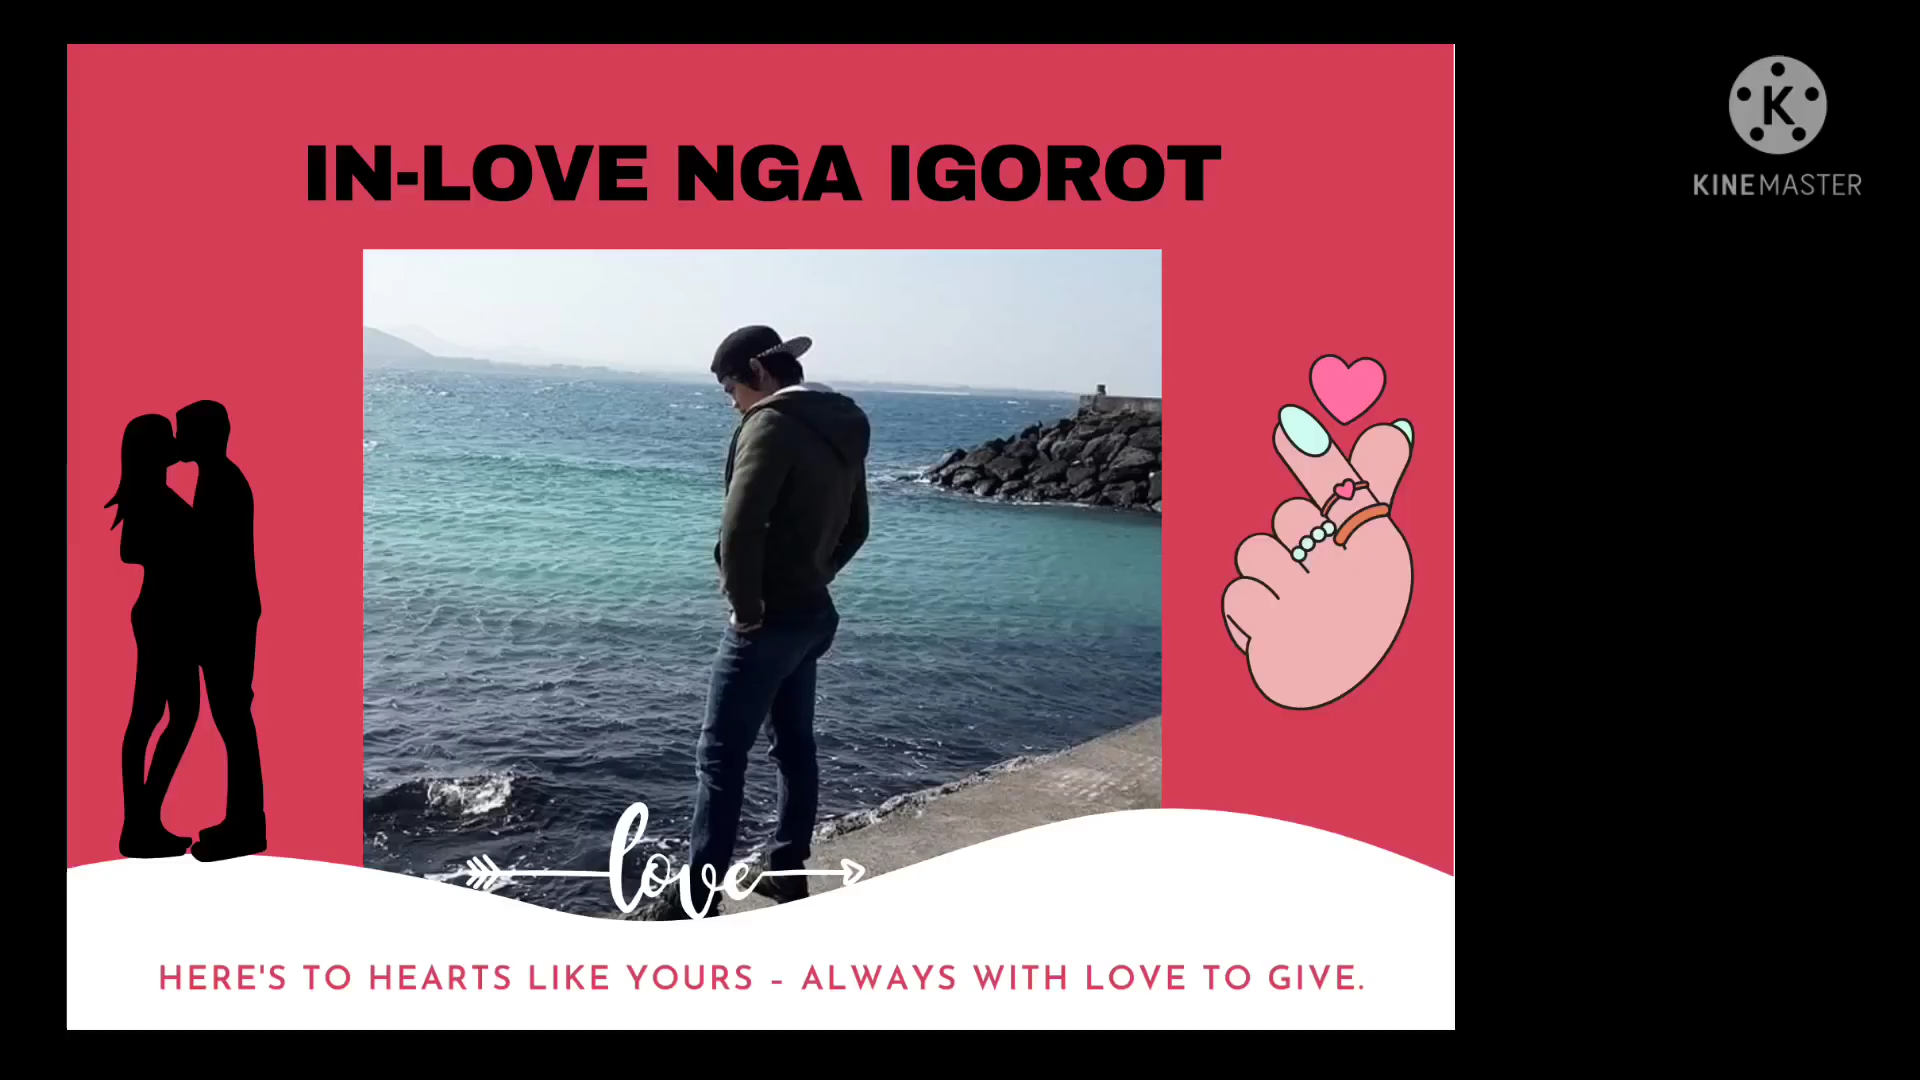 IN-LOVE NGA IGOROT
K
KINEMASTER
love
HERE'S TO HEARTS LIKE YOURS - ALWAYS WITH LOVE TO GIVE.